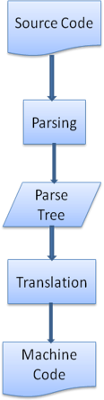 Source Code
Parsing
Parse
Tree
Translation
Machine
Code